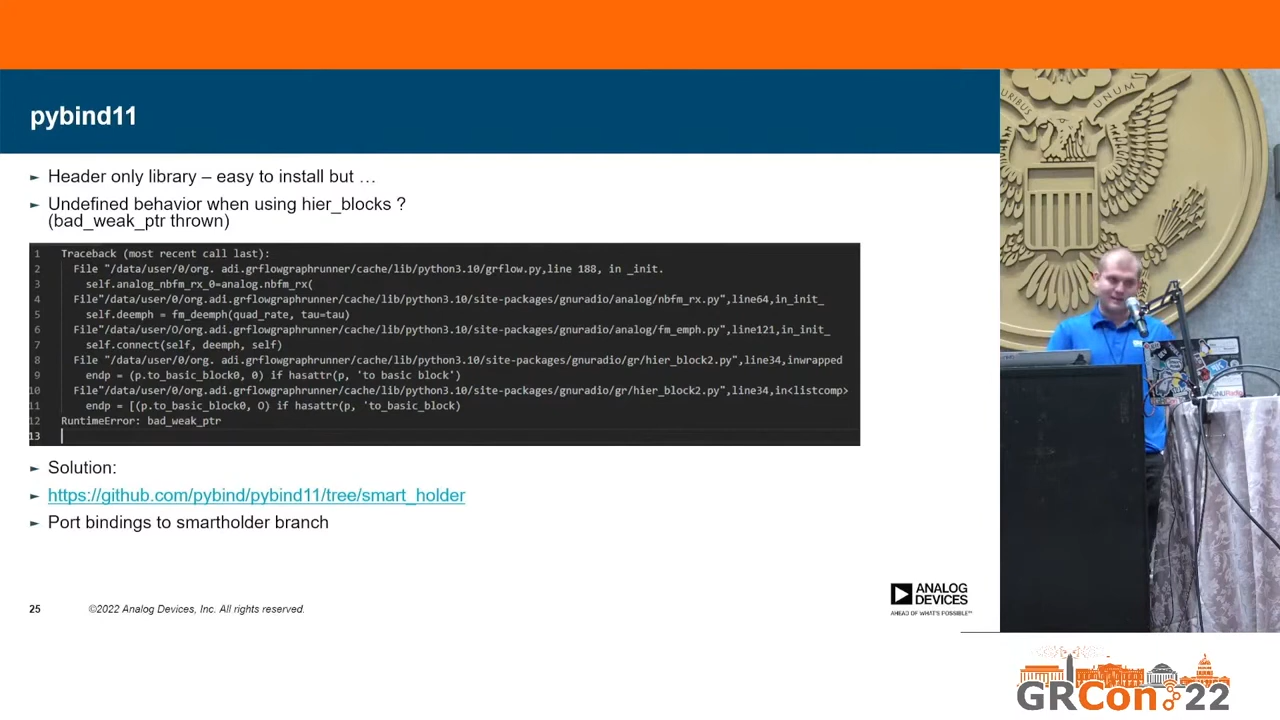 pybind11
► Header only library – easy to install but …
► Undefined behavior when using hier_blocks ?
(bad_weak_ptr thrown)
1 Traceback (most recent call last):
2 File "/data/user/0/org. adi.grflowgraphrunner/cache/lib/python3.10/grflow.py,line 188, in _init.
3 self.analog_nbfm_rx_0=analog.nbfm_rx(
4 File"/data/user/0/org.adi.grflowgraphrunner/cache/lib/python3.10/site-packages/gnuradio/analog/nbfm_rx.py",line64,in_init_
5 self.deemph = fm_deemph(quad_rate, tau=tau)
6 File"/data/user/O/org.adi.grflowgraphrunner/cache/lib/python3.10/site-packages/gnuradio/analog/fm_emph.py",line121,in_init_
7 self.connect(self, deemph, self)
8 File"/data/user/0/org. adi.grflowgraphrunner/cache/lib/python3.10/site-packages/gnuradio/gr/hier_block2.py",line34,inwrapped
9 endp = (p.to_basic_block0, 0) if hasattr(p, 'to basic block')
10 File"/data/user/0/org.adi.grflowgraphrunner/cache/lib/python3.10/site-packages/gnuradio/gr/hier_block2.py",line34,in<listcomp>
11 endp = [(p.to_basic_block0, O) if hasattr(p, 'to_basic_block)
12 RuntimeError: bad_weak_ptr
13
► Solution:
► https://github.com/pybind/pybind11/tree/smart_holder
► Port bindings to smartholder branch
25 ©2022 Analog Devices, Inc. All rights reserved.
ANALOG
DEVICES
AHEAD OF WHAT'S POSSIBLE™
PLURIBUS UNUM
GRCon 22